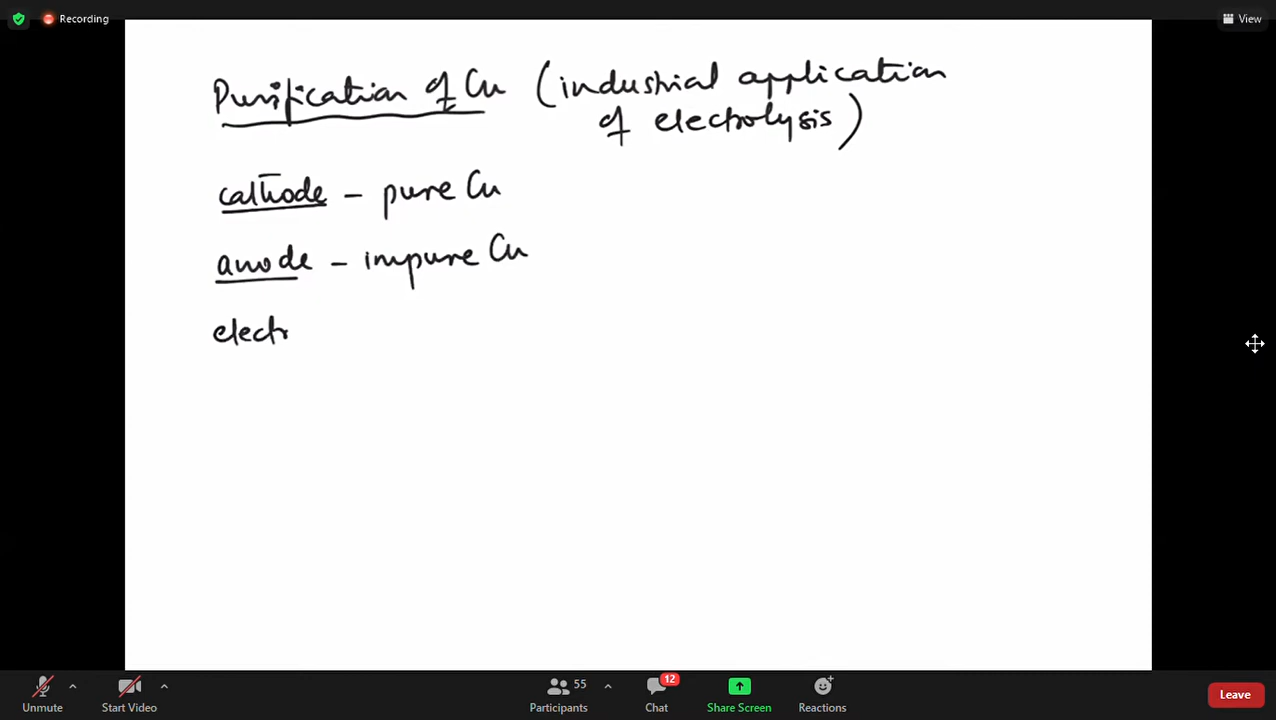 Recording
View
Purification of Cu (industrial application
of electrolysis)
cathode - pure Cu
anode - impure Cu
electr
Unmute
Start Video
55
Participants
12
Chat
Share Screen
Reactions
Leave